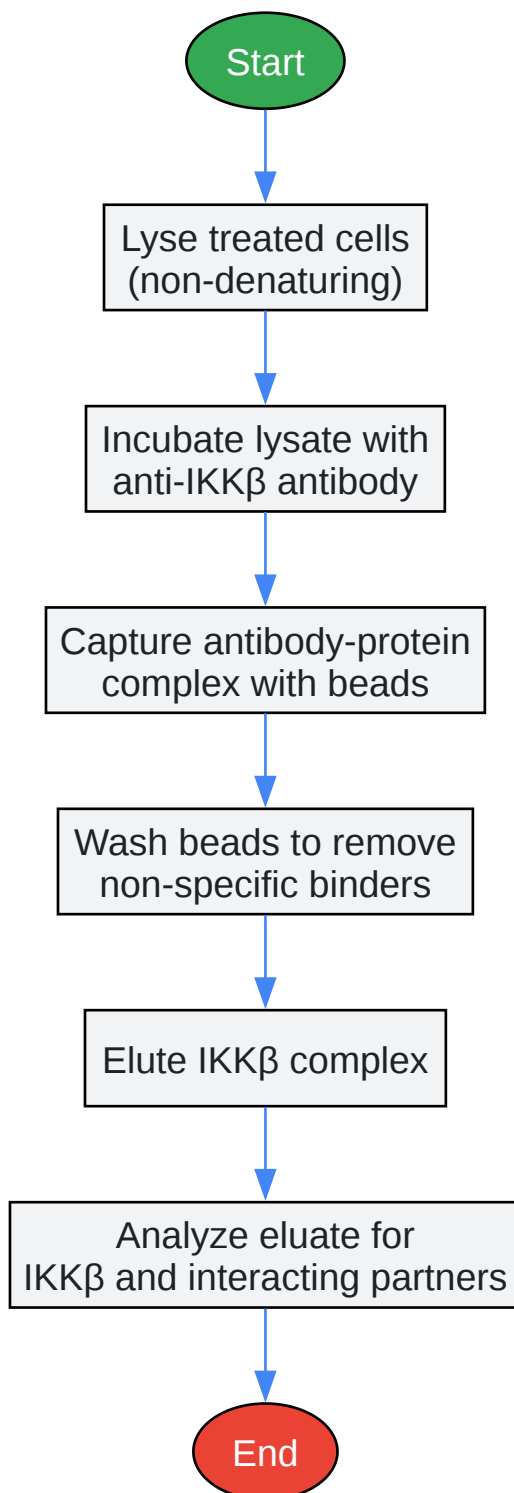 Start
Lyse treated cells
(non-denaturing)
Incubate lysate with
anti-IKKβ antibody
Capture antibody-protein
complex with beads
Wash beads to remove
non-specific binders
Elute IKKβ complex
Analyze eluate for
IKKβ and interacting partners
End